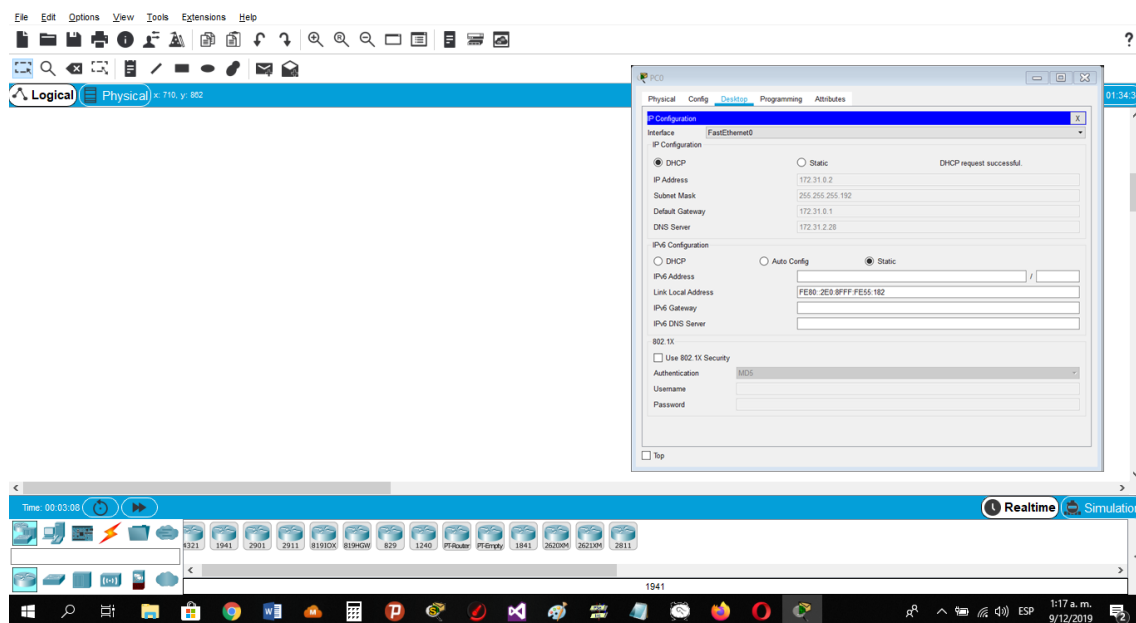 File Edit Options View Tools Extensions Help
?
Logical Physical x: 710, y: 862
01:34:3
PC0
Physical Config Desktop Programming Attributes
IP Configuration X
Interface FastEthernet0
IP Configuration
DHCP Static DHCP request successful.
IP Address 172.31.0.2
Subnet Mask 255.255.255.192
Default Gateway 172.31.0.1
DNS Server 172.31.2.28
IPv6 Configuration
DHCP Auto Config Static
IPv6 Address /
Link Local Address FE80::2E0:8FFF:FE55:182
IPv6 Gateway
IPv6 DNS Server
802.1X
Use 802.1X Security
Authentication MD5
Username
Password
Top
Time: 00:03:08 Realtime Simulation
4321 1941 2901 2911 819IOX 819HGW 829 1240 PT-Router PT-Empty 1841 2620XM 2621XM 2811
1941
ESP
1:17 a. m.
9/12/2019
2